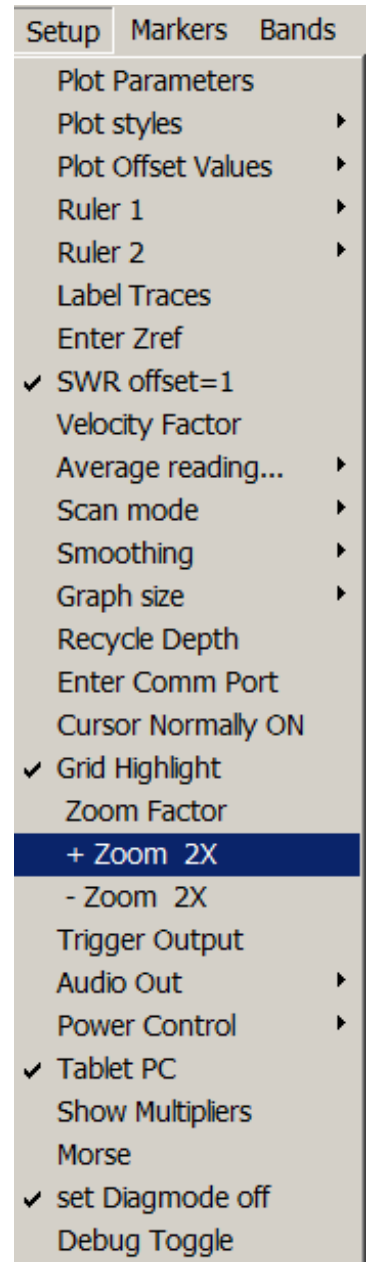 Setup Markers Bands
Plot Parameters
Plot styles
Plot Offset Values
Ruler 1
Ruler 2
Label Traces
Enter Zref
SWR offset=1
Velocity Factor
Average reading...
Scan mode
Smoothing
Graph size
Recycle Depth
Enter Comm Port
Cursor Normally ON
Grid Highlight
Zoom Factor
+ Zoom 2X
- Zoom 2X
Trigger Output
Audio Out
Power Control
Tablet PC
Show Multipliers
Morse
set Diagmode off
Debug Toggle